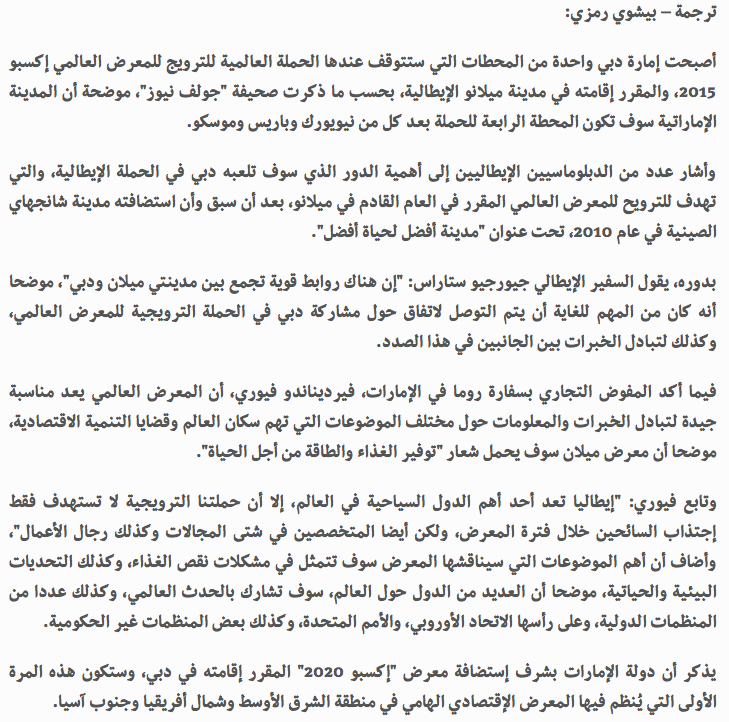 ترجمة – بيشوي رمزي:
أصبحت إمارة دبي واحدة من المحطات التي ستتوقف عندها الحملة العالمية للترويج للمعرض العالمي إكسبو
2015، والمقرر إقامته في مدينة ميلانو الإيطالية، بحسب ما ذكرت صحيفة "جولف نيوز"، موضحة أن المدينة
الإماراتية سوف تكون المحطة الرابعة للحملة بعد كل من نيويورك وباريس وموسكو.
وأشار عدد من الدبلوماسيين الإيطاليين إلى أهمية الدور الذي سوف تلعبه دبي في الحملة الإيطالية، والتي
تهدف للترويح للمعرض العالمي المقرر في العام القادم في ميلانو، بعد أن سبق وأن استضافته مدينة شانجهاي
الصينية في عام 2010، تحت عنوان "مدينة أفضل لحياة أفضل".
بدوره، يقول السفير الإيطالي جيورجيو ستاراس: "إن هناك روابط قوية تجمع بين مدينتي ميلان ودبي"، موضحا
أنه كان من المهم للغاية أن يتم التوصل لاتفاق حول مشاركة دبي في الحملة الترويجية للمعرض العالمي،
وكذلك لتبادل الخبرات بين الجانبين في هذا الصدد.
فيما أكد المفوض التجاري بسفارة روما في الإمارات، فيرديناندو فيوري، أن المعرض العالمي يعد مناسبة
جيدة لتبادل الخبرات والمعلومات حول مختلف الموضوعات التي تهم سكان العالم وقضايا التنمية الاقتصادية،
موضحا أن معرض ميلان سوف يحمل شعار "توفير الغذاء والطاقة من أجل الحياة".
وتابع فيوري: "إيطاليا تعد أحد أهم الدول السياحية في العالم، إلا أن حملتنا الترويجية لا تستهدف فقط
إجتذاب السائحين خلال فترة المعرض، ولكن أيضا المتخصصين في شتى المجالات وكذلك رجال الأعمال"،
وأضاف أن أهم الموضوعات التي سيناقشها المعرض سوف تتمثل في مشكلات نقص الغذاء، وكذلك التحديات
البيئية والحياتية، موضحا أن العديد من الدول حول العالم، سوف تشارك بالحدث العالمي، وكذلك عددا من
المنظمات الدولية، وعلى رأسها الاتحاد الأوروبي، والأمم المتحدة، وكذلك بعض المنظمات غير الحكومية.
يذكر أن دولة الإمارات بشرف إستضافة معرض "إكسبو 2020" المقرر إقامته في دبي، وستكون هذه المرة
الأولى التي يُنظم فيها المعرض الإقتصادي الهامي في منطقة الشرق الأوسط وشمال أفريقيا وجنوب آسيا.